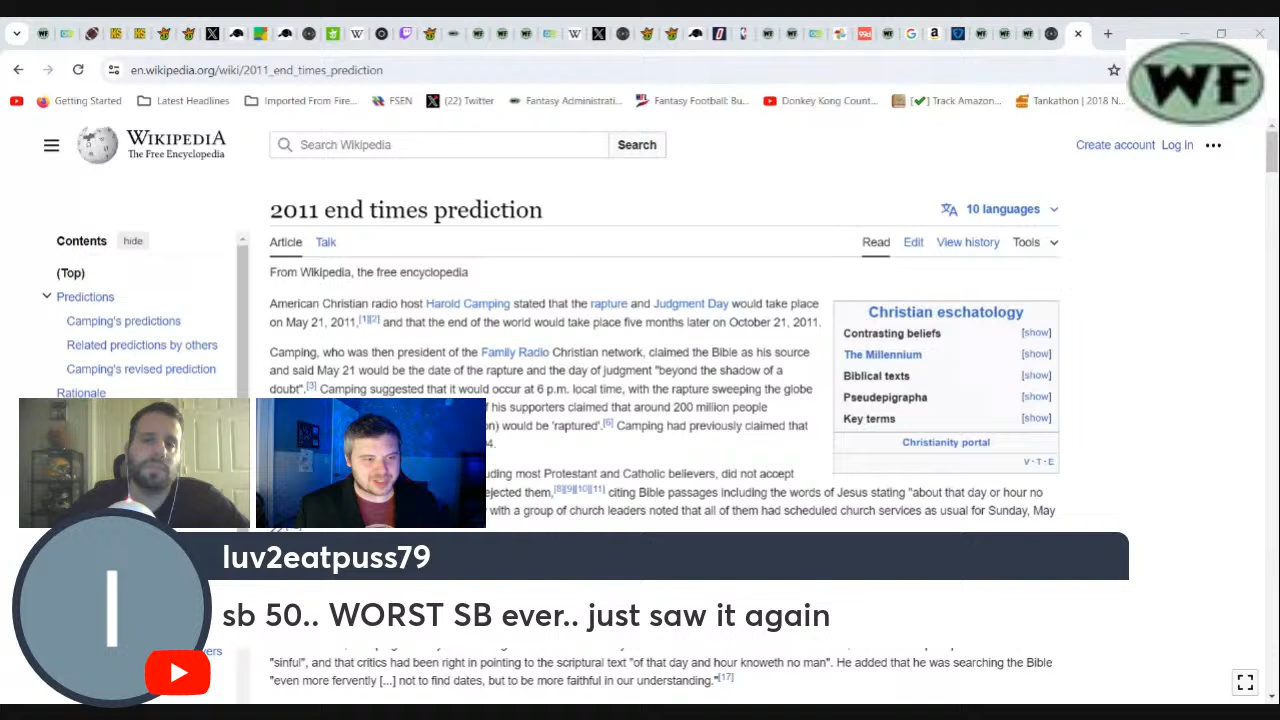 en.wikipedia.org/wiki/2011_end_times_prediction
WF
Getting Started
Latest Headlines
Imported From Fire...
FSEN
(22) Twitter
Fantasy Administrati...
Fantasy Football: Bu...
Donkey Kong Count...
Track Amazon...
Tankathon | 2018 N...
WIKIPEDIA
The Free Encyclopedia
Search Wikipedia
Search
Create account
Log in
2011 end times prediction
10 languages
Contents
hide
Article
Talk
Read
Edit
View history
Tools
(Top)
Predictions
Camping's predictions
Related predictions by others
Camping's revised prediction
Rationale
From Wikipedia, the free encyclopedia
American Christian radio host Harold Camping stated that the rapture and Judgment Day would take place
on May 21, 2011,[1][2] and that the end of the world would take place five months later on October 21, 2011.
Camping, who was then president of the Family Radio Christian network, claimed the Bible as his source
and said May 21 would be the date of the rapture and the day of judgment "beyond the shadow of a
doubt".[3] Camping suggested that it would occur at 6 p.m. local time, with the rapture sweeping the globe
f his supporters claimed that around 200 million people
on) would be 'raptured'.[6] Camping had previously claimed that
4.
uding most Protestant and Catholic believers, did not accept
ejected them,[8][9][10][11] citing Bible passages including the words of Jesus stating "about that day or hour no
y with a group of church leaders noted that all of them had scheduled church services as usual for Sunday, May
Christian eschatology
Contrasting beliefs [show]
The Millennium [show]
Biblical texts [show]
Pseudepigrapha [show]
Key terms [show]
Christianity portal
V·T·E
l
luv2eatpuss79
sb 50.. WORST SB ever.. just saw it again
vers
"sinful", and that critics had been right in pointing to the scriptural text "of that day and hour knoweth no man". He added that he was searching the Bible
"even more fervently [...] not to find dates, but to be more faithful in our understanding."[17]